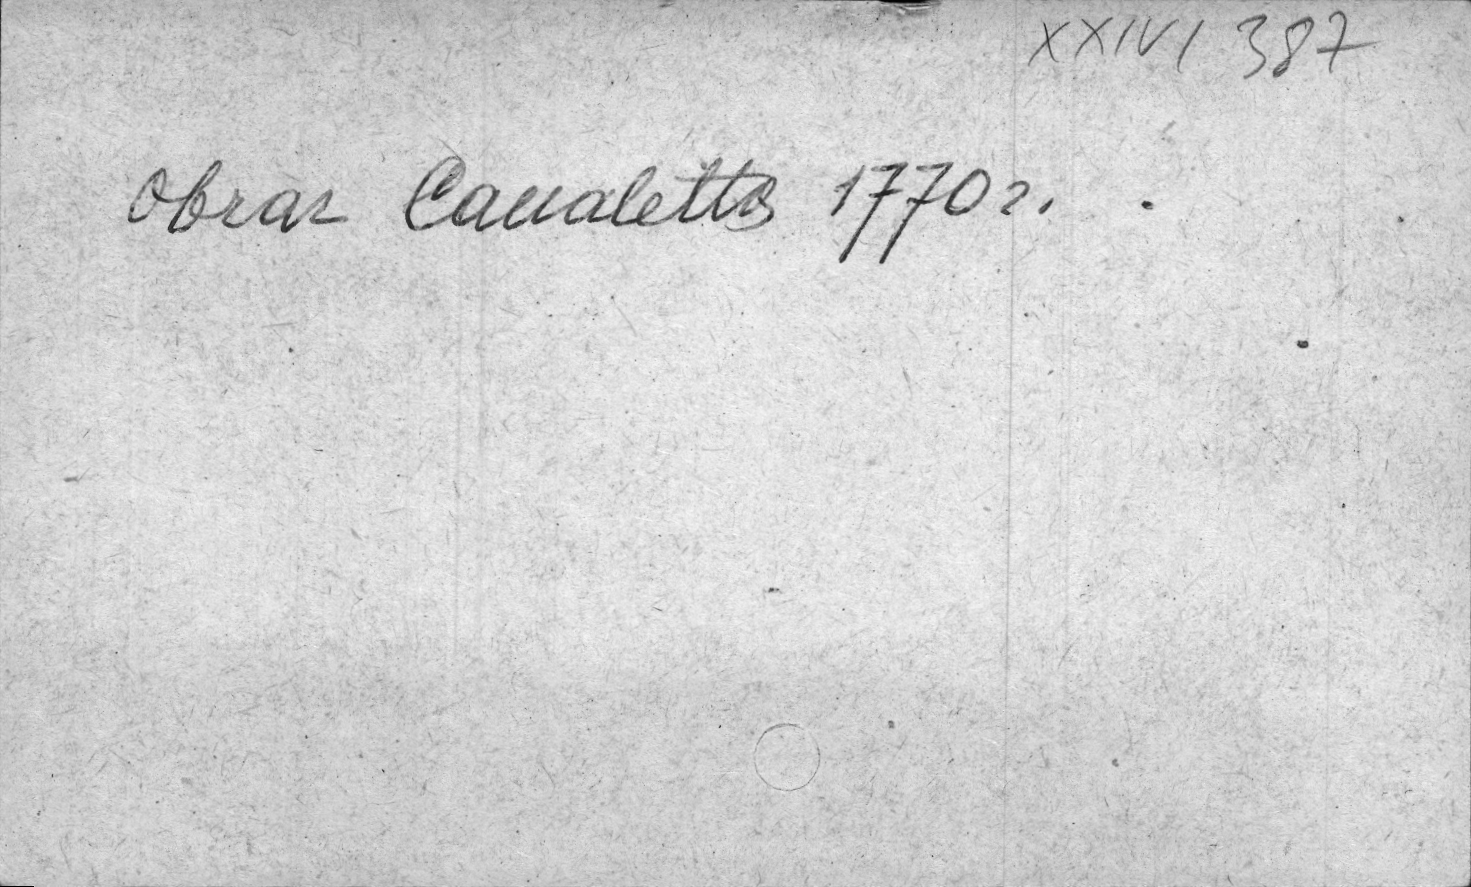 XXIV/387
Obraz Canaletta 1770 r.